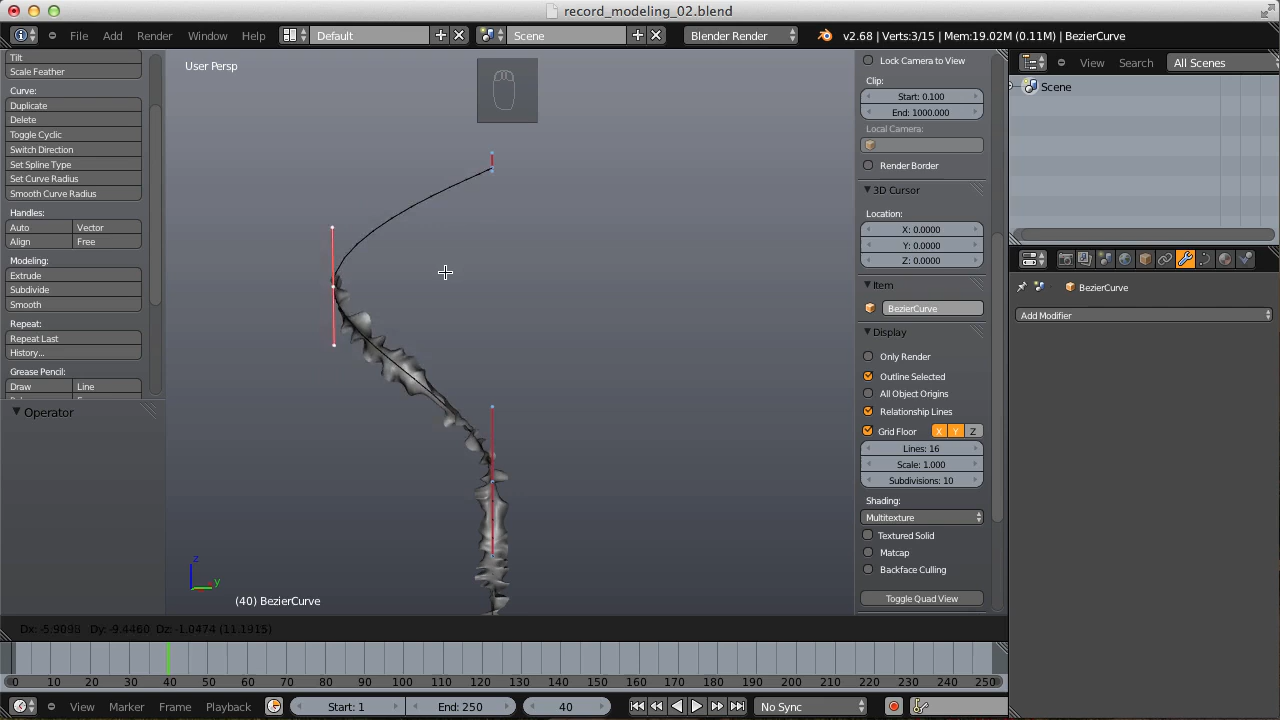 record_modeling_02.blend
File Add Render Window Help Default Scene Blender Render v2.68 | Verts:3/15 | Mem:19.02M (0.11M) | BezierCurve
Tilt
Scale Feather
Curve:
Duplicate
Delete
Toggle Cyclic
Switch Direction
Set Spline Type
Set Curve Radius
Smooth Curve Radius
Handles:
Auto Vector
Align Free
Modeling:
Extrude
Subdivide
Smooth
Repeat:
Repeat Last
History...
Grease Pencil:
Draw Line
Operator
User Persp
z
y
(40) BezierCurve
Lock Camera to View
Clip:
Start: 0.100
End: 1000.000
Local Camera:
Render Border
3D Cursor
Location:
X: 0.0000
Y: 0.0000
Z: 0.0000
Item
BezierCurve
Display
Only Render
Outline Selected
All Object Origins
Relationship Lines
Grid Floor X Y Z
Lines: 16
Scale: 1.000
Subdivisions: 10
Shading:
Multitexture
Textured Solid
Matcap
Backface Culling
Toggle Quad View
View Search All Scenes
Scene
BezierCurve
Add Modifier
Dx: -5.9098 Dy: -9.4460 Dz: -1.0474 (11.1915)
0 10 20 30 40 50 60 70 80 90 100 110 120 130 140 150 160 170 180 190 200 210 220 230 240 250
View Marker Frame Playback Start: 1 End: 250 40 No Sync